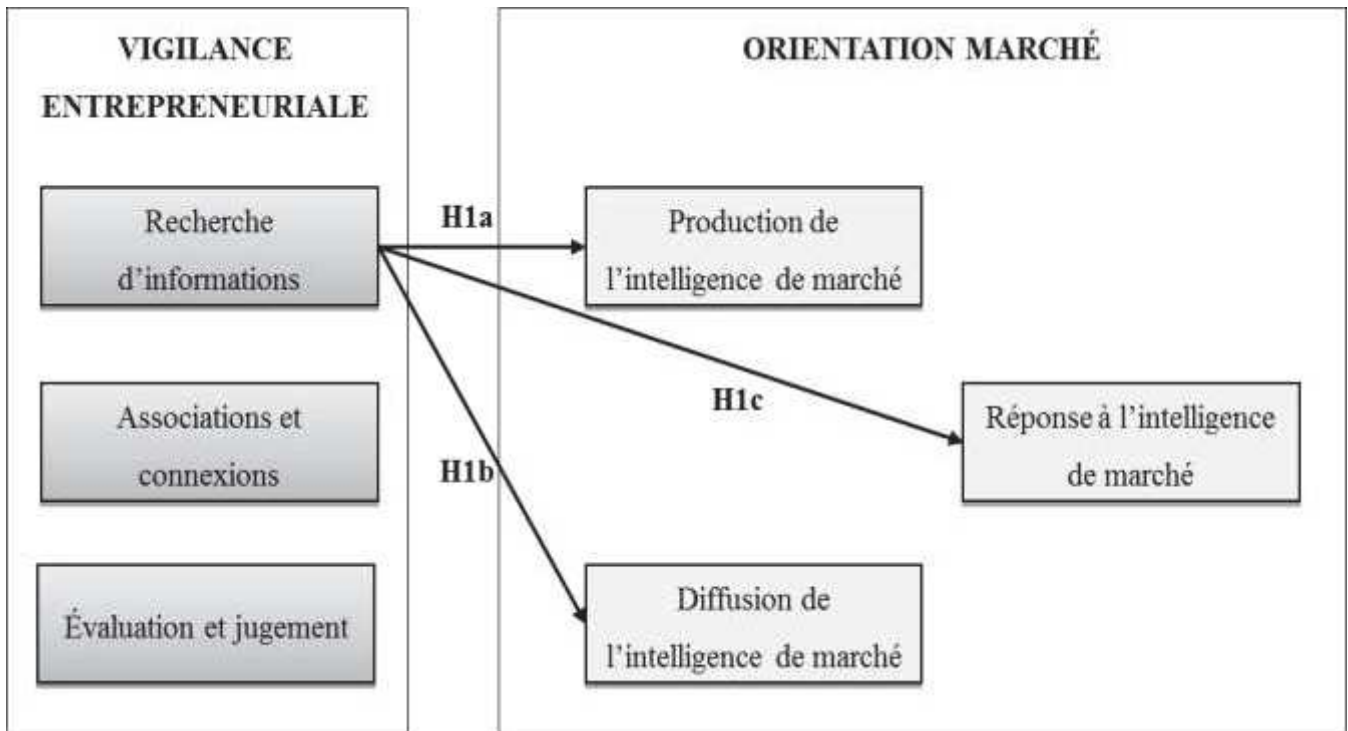 VIGILANCE
ENTREPRENEURIALE
Recherche
d'informations
Associations et
connexions
Évaluation et jugement
H1a
H1c
H1b
ORIENTATION MARCHÉ
Production de
l'intelligence de marché
Réponse à l'intelligence
de marché
Diffusion de
l'intelligence de marché